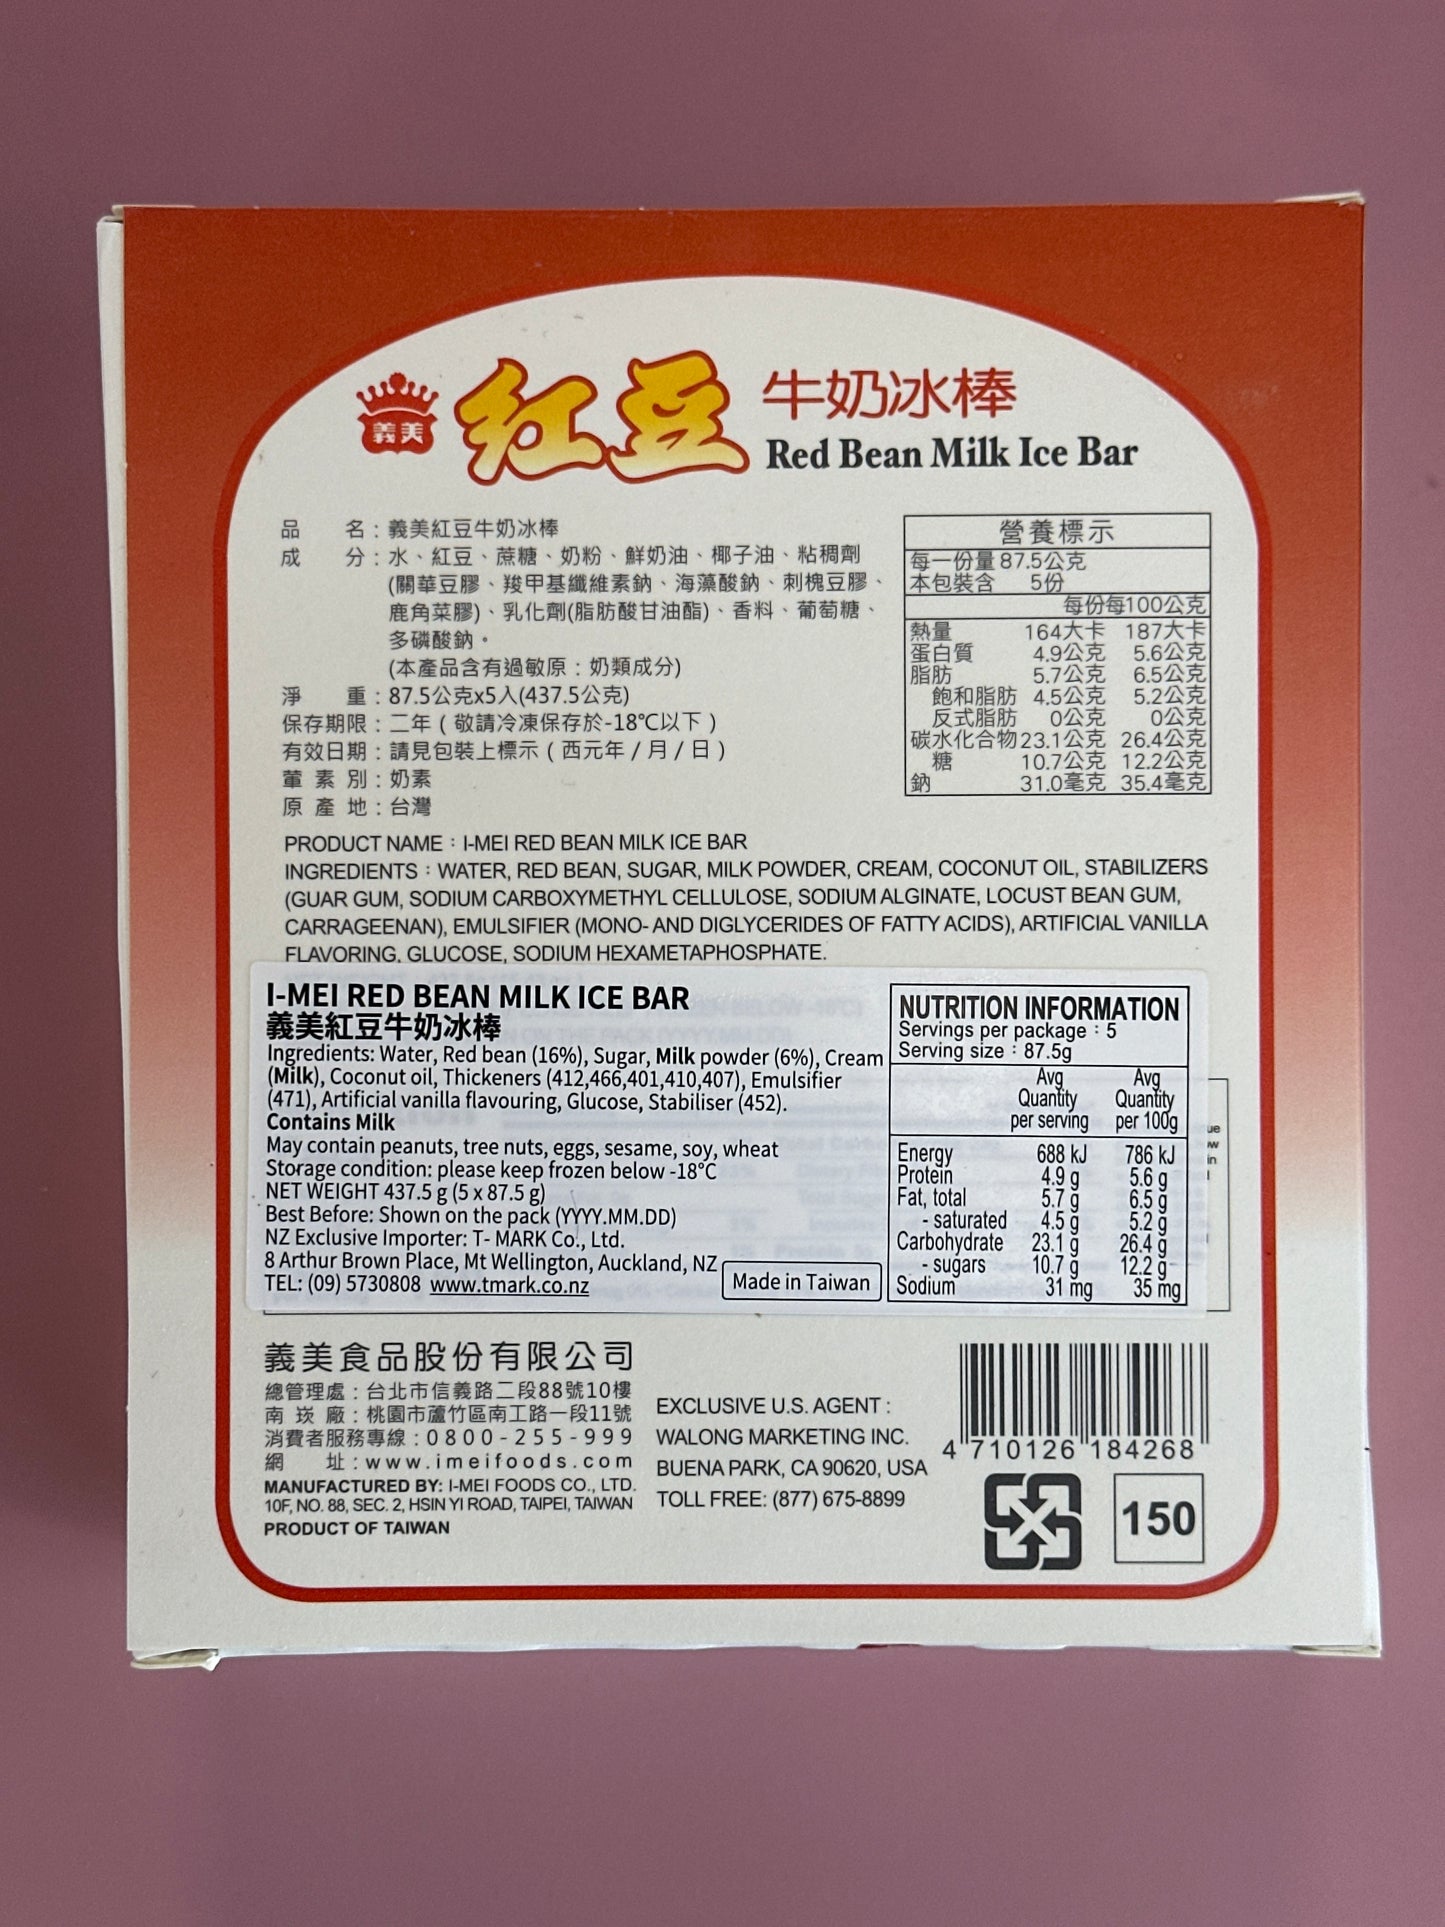 義美
紅豆 牛奶冰棒
Red Bean Milk Ice Bar
品 名：義美紅豆牛奶冰棒
成 分：水、紅豆、蔗糖、奶粉、鮮奶油、椰子油、粘稠劑
(關華豆膠、羧甲基纖維素鈉、海藻酸鈉、刺槐豆膠、
鹿角菜膠)、乳化劑(脂肪酸甘油酯)、香料、葡萄糖、
多磷酸鈉。
(本產品含有過敏原：奶類成分)
淨 重：87.5公克x5入(437.5公克)
保存期限：二年（敬請冷凍保存於-18℃以下）
有效日期：請見包裝上標示（西元年/月/日）
葷 素 別：奶素
原 產 地：台灣
營養標示
每一份量 87.5公克
本包裝含 5份
每份 每100公克
熱量 164大卡 187大卡
蛋白質 4.9公克 5.6公克
脂肪 5.7公克 6.5公克
飽和脂肪 4.5公克 5.2公克
反式脂肪 0公克 0公克
碳水化合物 23.1公克 26.4公克
糖 10.7公克 12.2公克
鈉 31.0毫克 35.4毫克
PRODUCT NAME：I-MEI RED BEAN MILK ICE BAR
INGREDIENTS：WATER, RED BEAN, SUGAR, MILK POWDER, CREAM, COCONUT OIL, STABILIZERS
(GUAR GUM, SODIUM CARBOXYMETHYL CELLULOSE, SODIUM ALGINATE, LOCUST BEAN GUM,
CARRAGEENAN), EMULSIFIER (MONO- AND DIGLYCERIDES OF FATTY ACIDS), ARTIFICIAL VANILLA
FLAVORING, GLUCOSE, SODIUM HEXAMETAPHOSPHATE.
I-MEI RED BEAN MILK ICE BAR
義美紅豆牛奶冰棒
Ingredients: Water, Red bean (16%), Sugar, Milk powder (6%), Cream
(Milk), Coconut oil, Thickeners (412,466,401,410,407), Emulsifier
(471), Artificial vanilla flavouring, Glucose, Stabiliser (452).
Contains Milk
May contain peanuts, tree nuts, eggs, sesame, soy, wheat
Storage condition: please keep frozen below -18℃
NET WEIGHT 437.5 g (5 x 87.5 g)
Best Before: Shown on the pack (YYYY.MM.DD)
NZ Exclusive Importer: T- MARK Co., Ltd.
8 Arthur Brown Place, Mt Wellington, Auckland, NZ
TEL: (09) 5730808 www.tmark.co.nz
Made in Taiwan
NUTRITION INFORMATION
Servings per package：5
Serving size：87.5g
Avg Quantity per serving Avg Quantity per 100g
Energy 688 kJ 786 kJ
Protein 4.9 g 5.6 g
Fat, total 5.7 g 6.5 g
- saturated 4.5 g 5.2 g
Carbohydrate 23.1 g 26.4 g
- sugars 10.7 g 12.2 g
Sodium 31 mg 35 mg
義美食品股份有限公司
總管理處：台北市信義路二段88號10樓
南 崁 廠：桃園市蘆竹區南工路一段11號
消費者服務專線：0800-255-999
網 址：www.imeifoods.com
MANUFACTURED BY: I-MEI FOODS CO., LTD.
10F, NO. 88, SEC. 2, HSIN YI ROAD, TAIPEI, TAIWAN
PRODUCT OF TAIWAN
EXCLUSIVE U.S. AGENT :
WALONG MARKETING INC.
BUENA PARK, CA 90620, USA
TOLL FREE: (877) 675-8899
4 710126 184268
150